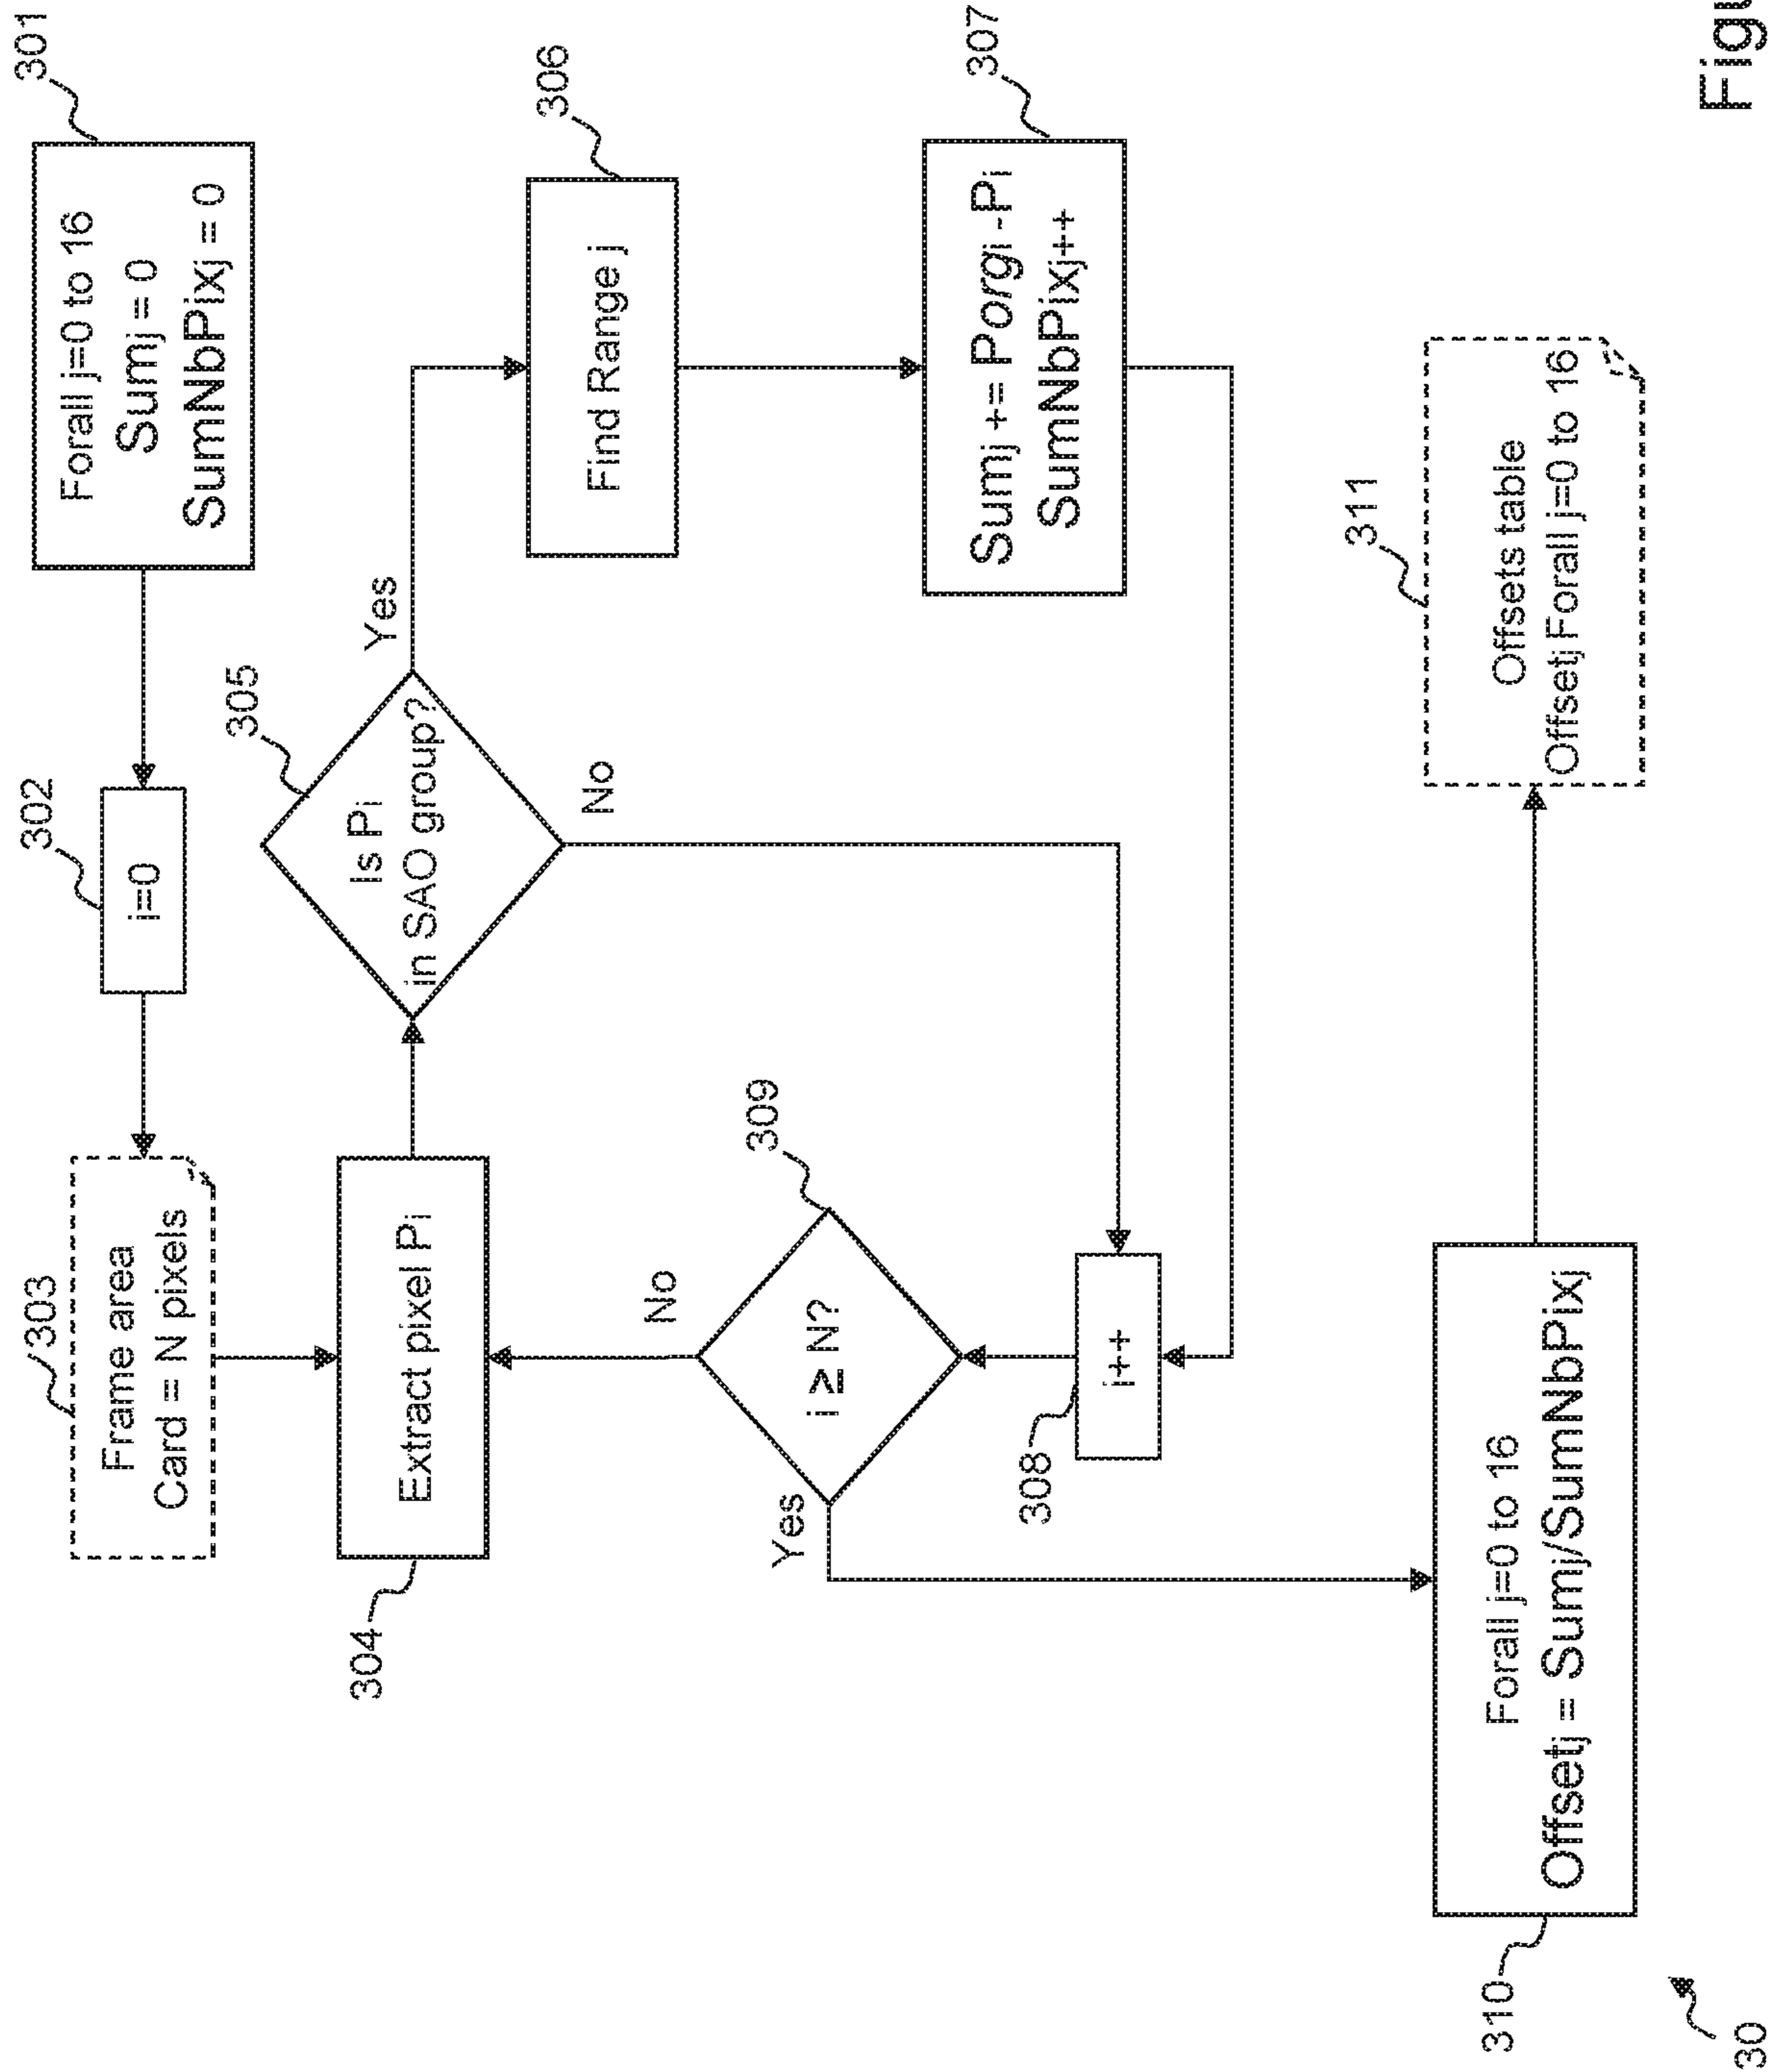 301
Forall j=0 to 16
Sumj = 0
SumNbPixj = 0
302
i=0
303
Frame area
Card = N pixels
304
Extract pixel Pi
305
Is Pi
in SAO group?
Yes
No
306
Find Range j
307
Sumj += Porgi -Pi
SumNbPixj++
308
i++
309
i ≥ N?
No
Yes
310
Forall j=0 to 16
Offsetj = Sumj/SumNbPixj
311
Offsets table
Offsetj Forall j=0 to 16
30